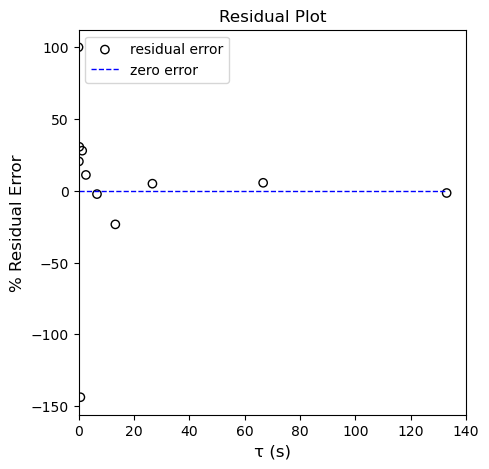 Residual Plot
residual error
zero error
% Residual Error
100
50
0
−50
−100
−150
0 20 40 60 80 100 120 140
τ (s)